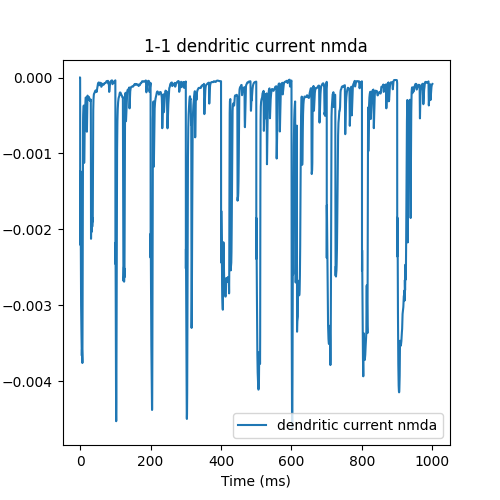 1-1 dendritic current nmda
0.000
−0.001
−0.002
−0.003
−0.004
dendritic current nmda
0 200 400 600 800 1000
Time (ms)